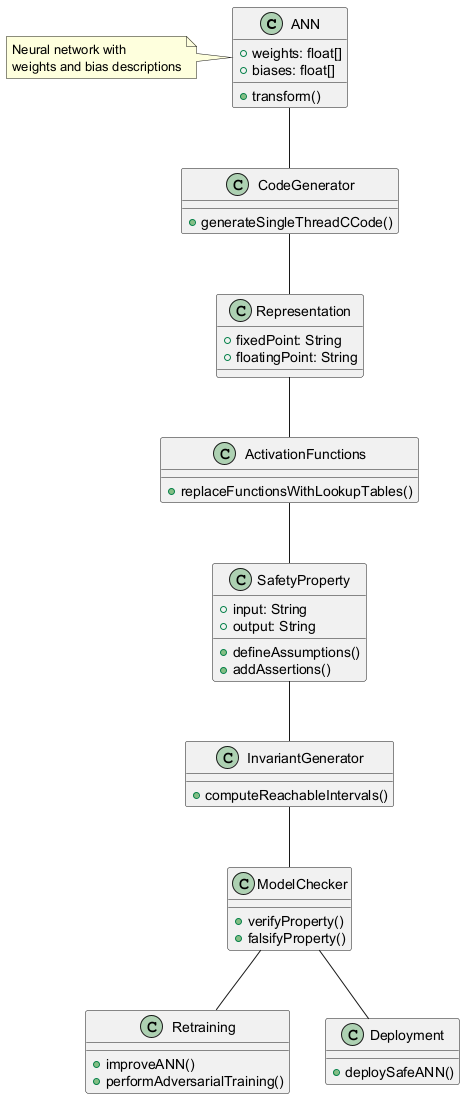 Neural network with
weights and bias descriptions
C ANN
weights: float[]
biases: float[]
transform()
C CodeGenerator
generateSingleThreadCCode()
C Representation
fixedPoint: String
floatingPoint: String
C ActivationFunctions
replaceFunctionsWithLookupTables()
C SafetyProperty
input: String
output: String
defineAssumptions()
addAssertions()
C InvariantGenerator
computeReachableIntervals()
C ModelChecker
verifyProperty()
falsifyProperty()
C Retraining
improveANN()
performAdversarialTraining()
C Deployment
deploySafeANN()